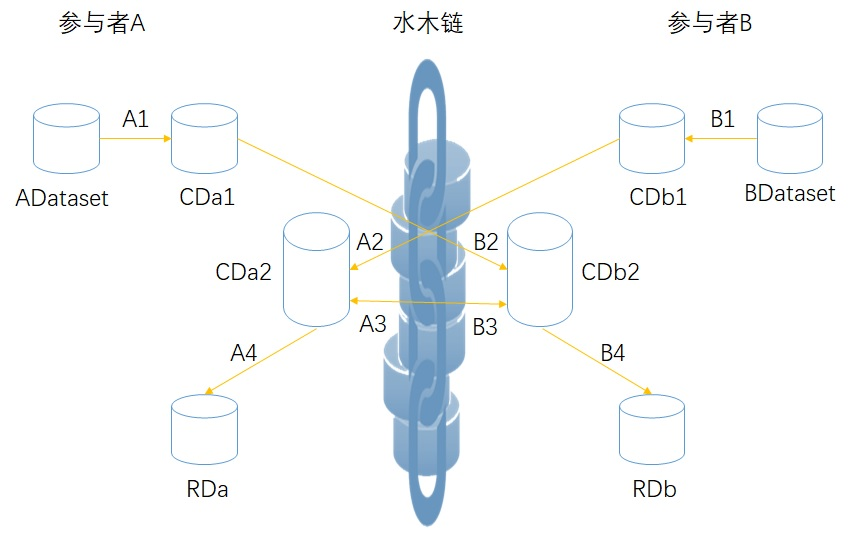 参与者A
水木链
参与者B
A1
B1
ADataset
CDa1
CDb1
BDataset
A2
B2
CDa2
CDb2
A3
B3
A4
B4
RDa
RDb